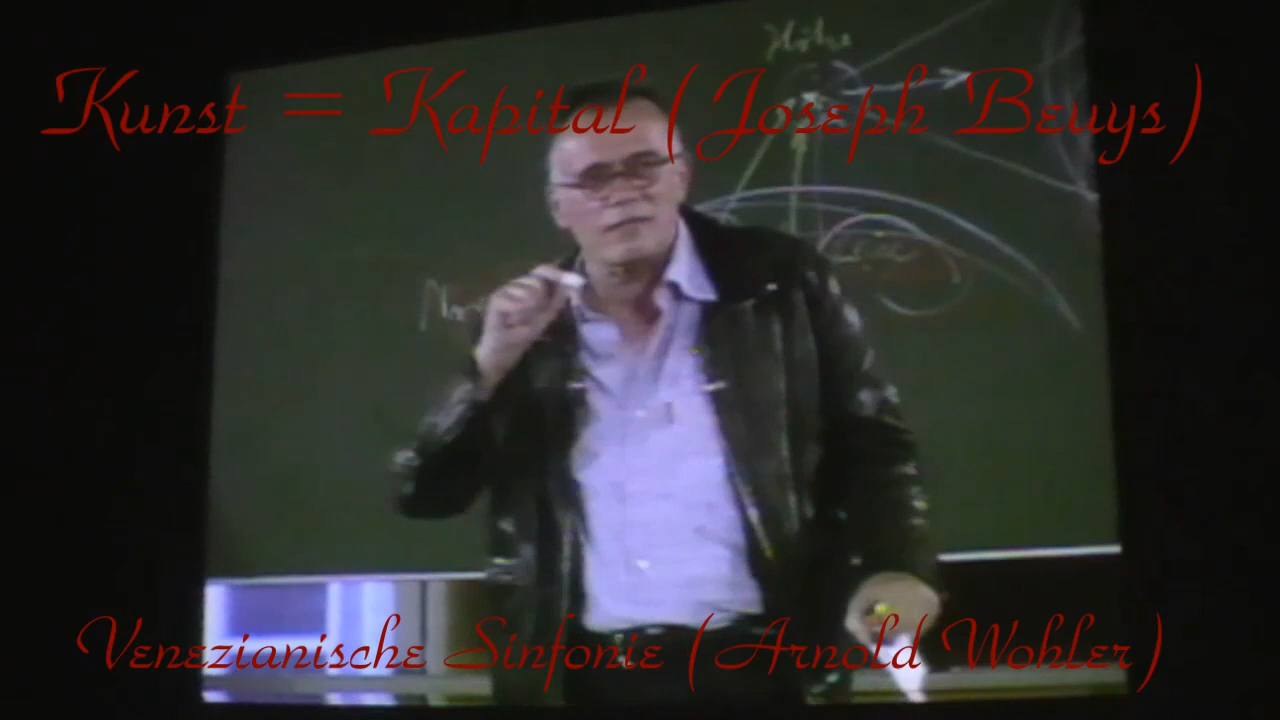 Kunst = Kapital (Joseph Beuys)
Venezianische Sinfonie (Arnold Wohler)